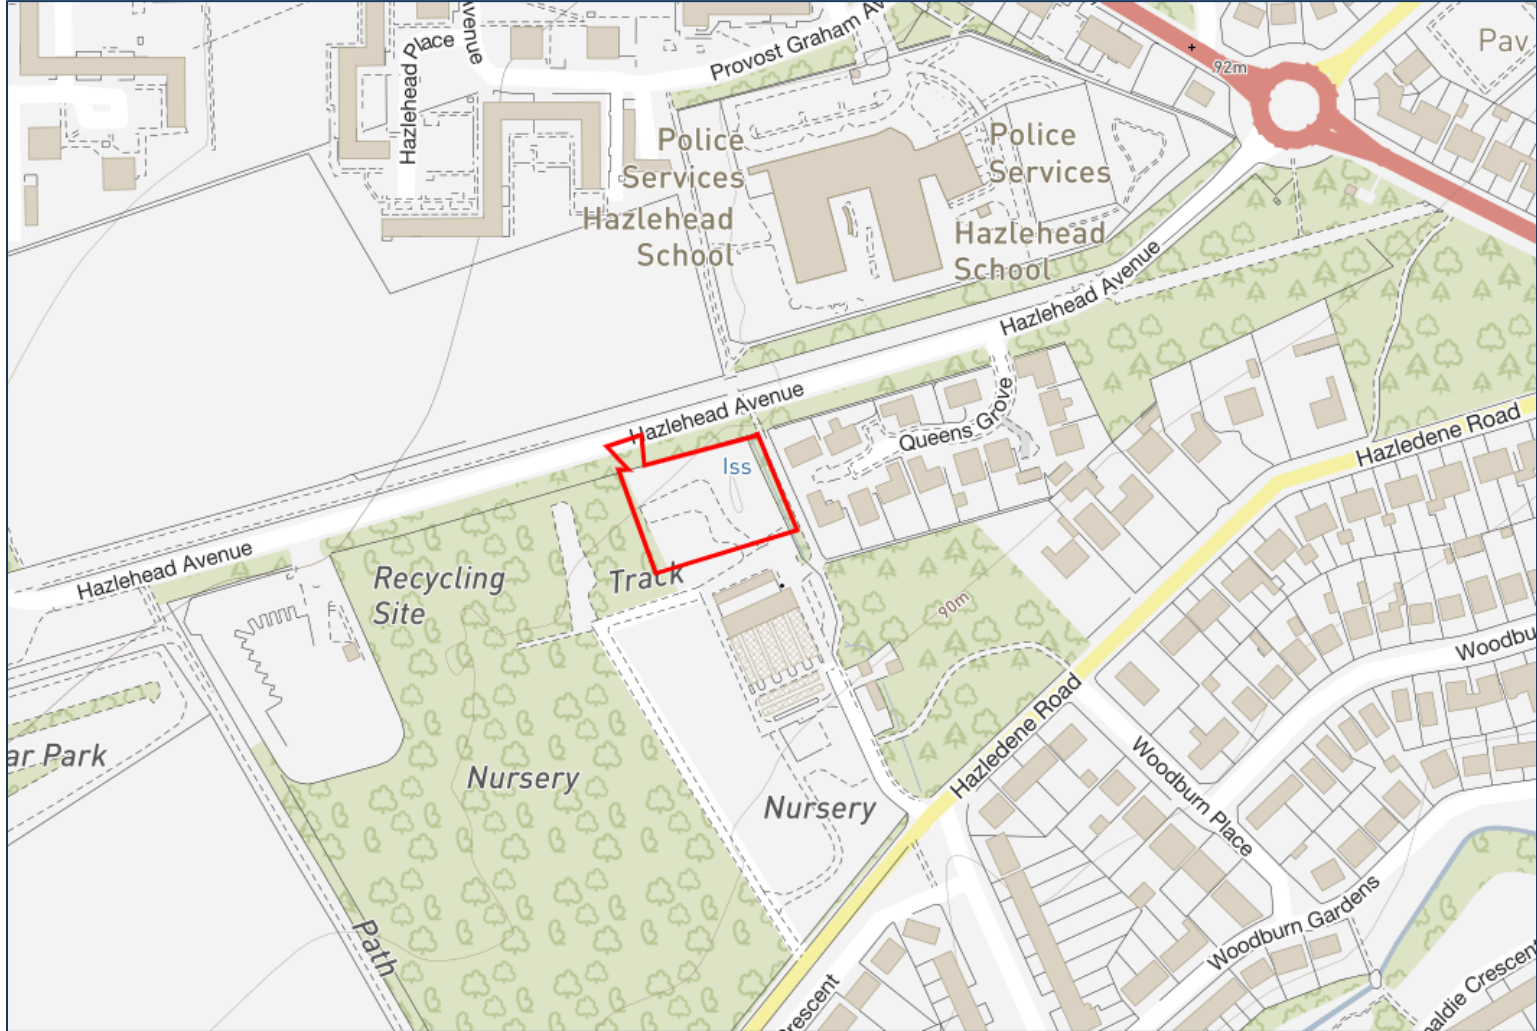 Hazlehead Place
Avenue
Provost Graham Av
92m
Pav
Police
Services
Police
Services
Hazlehead
School
Hazlehead
School
Hazlehead Avenue
Hazlehead Avenue
Queens Grove
Hazledene Road
Iss
Hazlehead Avenue
Recycling
Site
Track
90m
Woodbu
ar Park
Nursery
Nursery
Hazledene Road
Woodburn Place
Woodburn Gardens
Path
Crescent
aldie Crescen